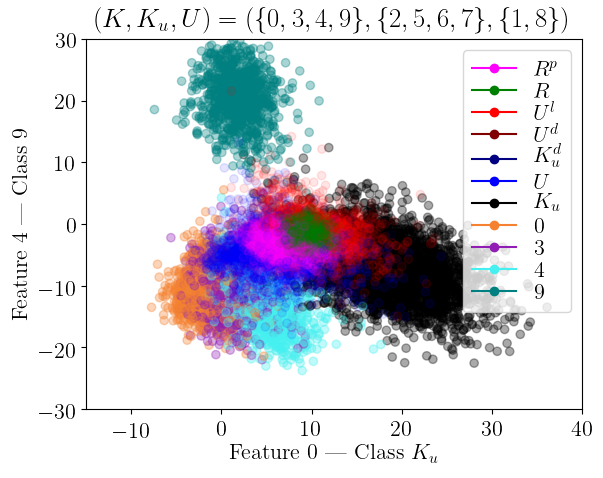 (K, K_u, U) = ({0, 3, 4, 9}, {2, 5, 6, 7}, {1, 8})
30
20
10
0
−10
−20
−30
Feature 4 — Class 9
R^p
R
U^l
U^d
K_u^d
U
K_u
0
3
4
9
−10
0
10
20
30
40
Feature 0 — Class K_u